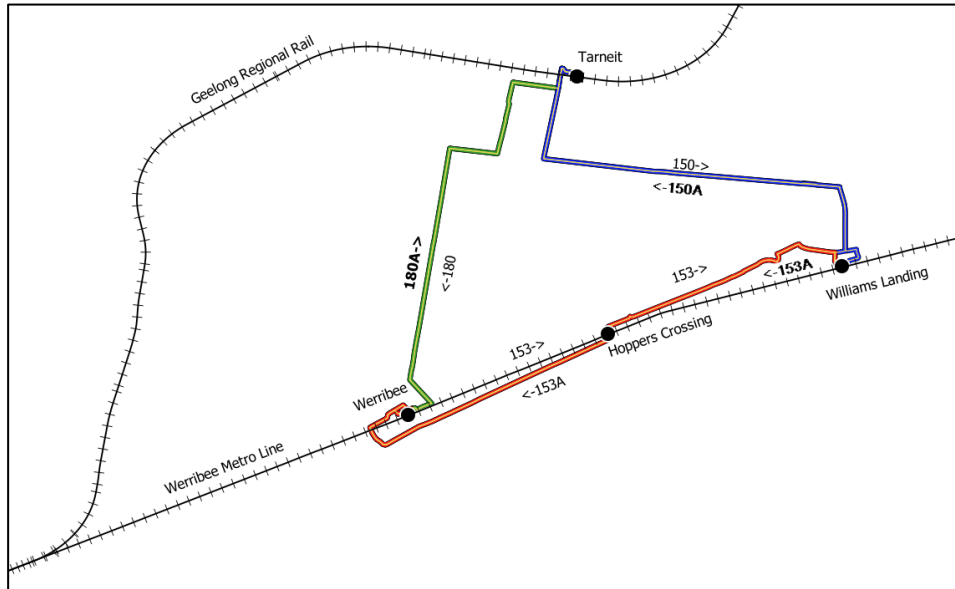 Geelong Regional Rail
Tarneit
150->
<-150A
180A->
<-180
153->
<-153A
Williams Landing
Hoppers Crossing
153->
<-153A
Werribee
Werribee Metro Line